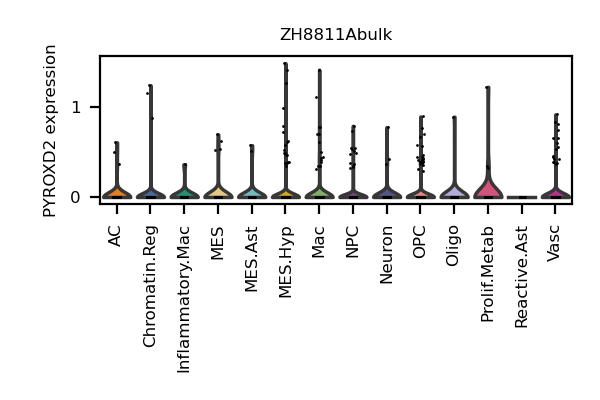 ZH8811Abulk
PYROXD2 expression
1
0
AC
Chromatin.Reg
Inflammatory.Mac
MES
MES.Ast
MES.Hyp
Mac
NPC
Neuron
OPC
Oligo
Prolif.Metab
Reactive.Ast
Vasc